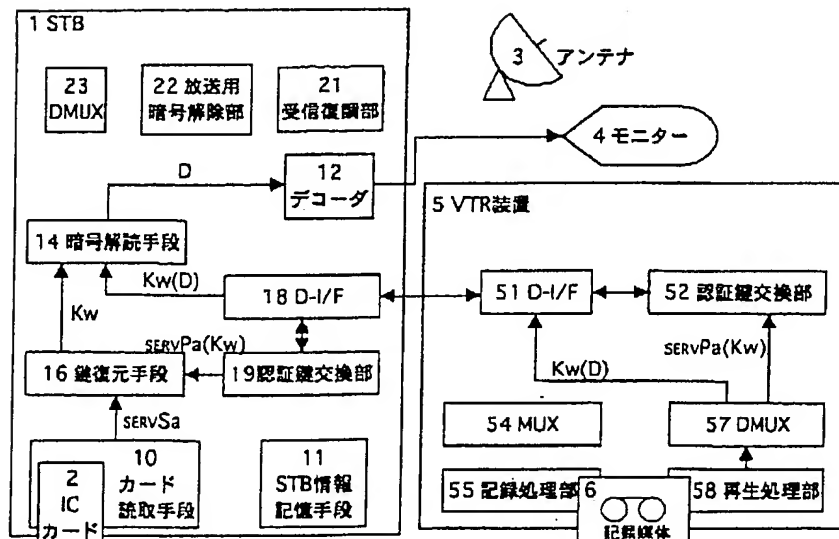 1 STB
23
DMUX
22 放送用
暗号解除部
21
受信復調部
3
アンテナ
4 モニター
D
12
デコーダ
5 VTR装置
14 暗号解読手段
Kw(D)
18 D-I/F
51 D-I/F
52 認証鍵交換部
Kw
SERVPa(Kw)
SERVPa(Kw)
16 鍵復元手段
19認証鍵交換部
Kw(D)
SERVSa
54 MUX
57 DMUX
2
IC
カード
10
カード
読取手段
11
STB情報
記憶手段
55 記録処理部
6
58 再生処理部
記録媒体